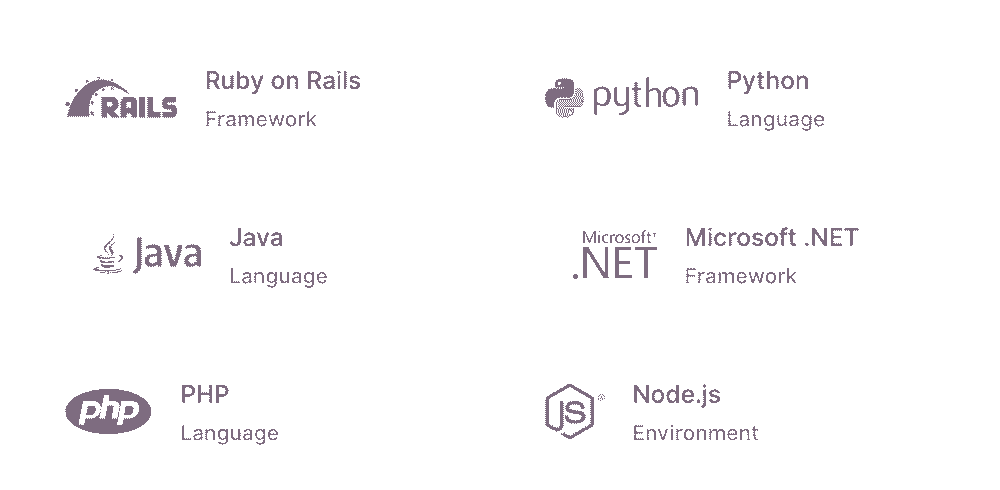 RAILS
Ruby on Rails
Framework
python
Python
Language
Java
Java
Language
Microsoft
.NET
Microsoft .NET
Framework
php
PHP
Language
JS
Node.js
Environment